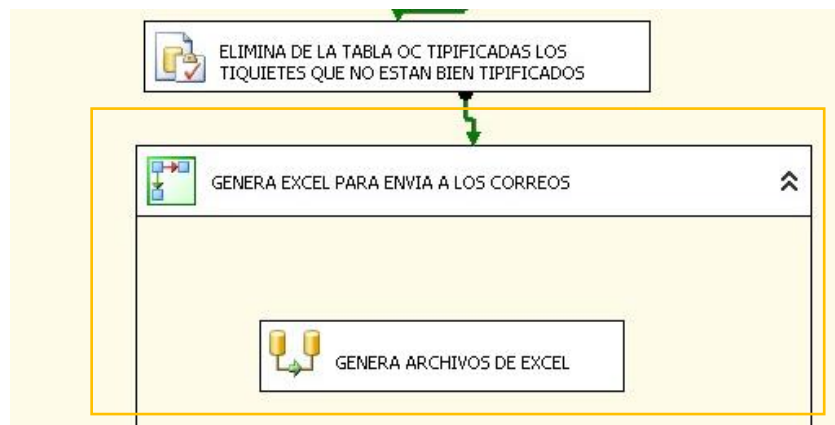 ELIMINA DE LA TABLA OC TIPIFICADAS LOS
TIQUIETES QUE NO ESTAN BIEN TIPIFICADOS
GENERA EXCEL PARA ENVIA A LOS CORREOS
GENERA ARCHIVOS DE EXCEL